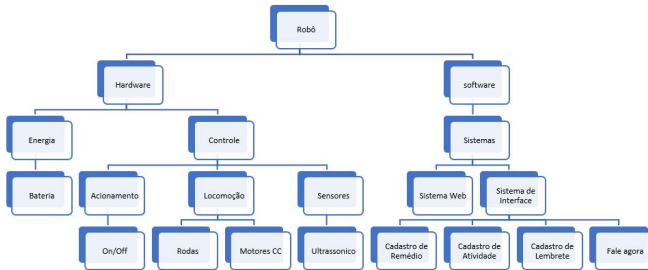 Robô
Hardware
software
Energia
Controle
Sistemas
Bateria
Acionamento
Locomoção
Sensores
Sistema Web
Sistema de
Interface
On/Off
Rodas
Motores CC
Ultrassonico
Cadastro de
Remédio
Cadastro de
Atividade
Cadastro de
Lembrete
Fale agora